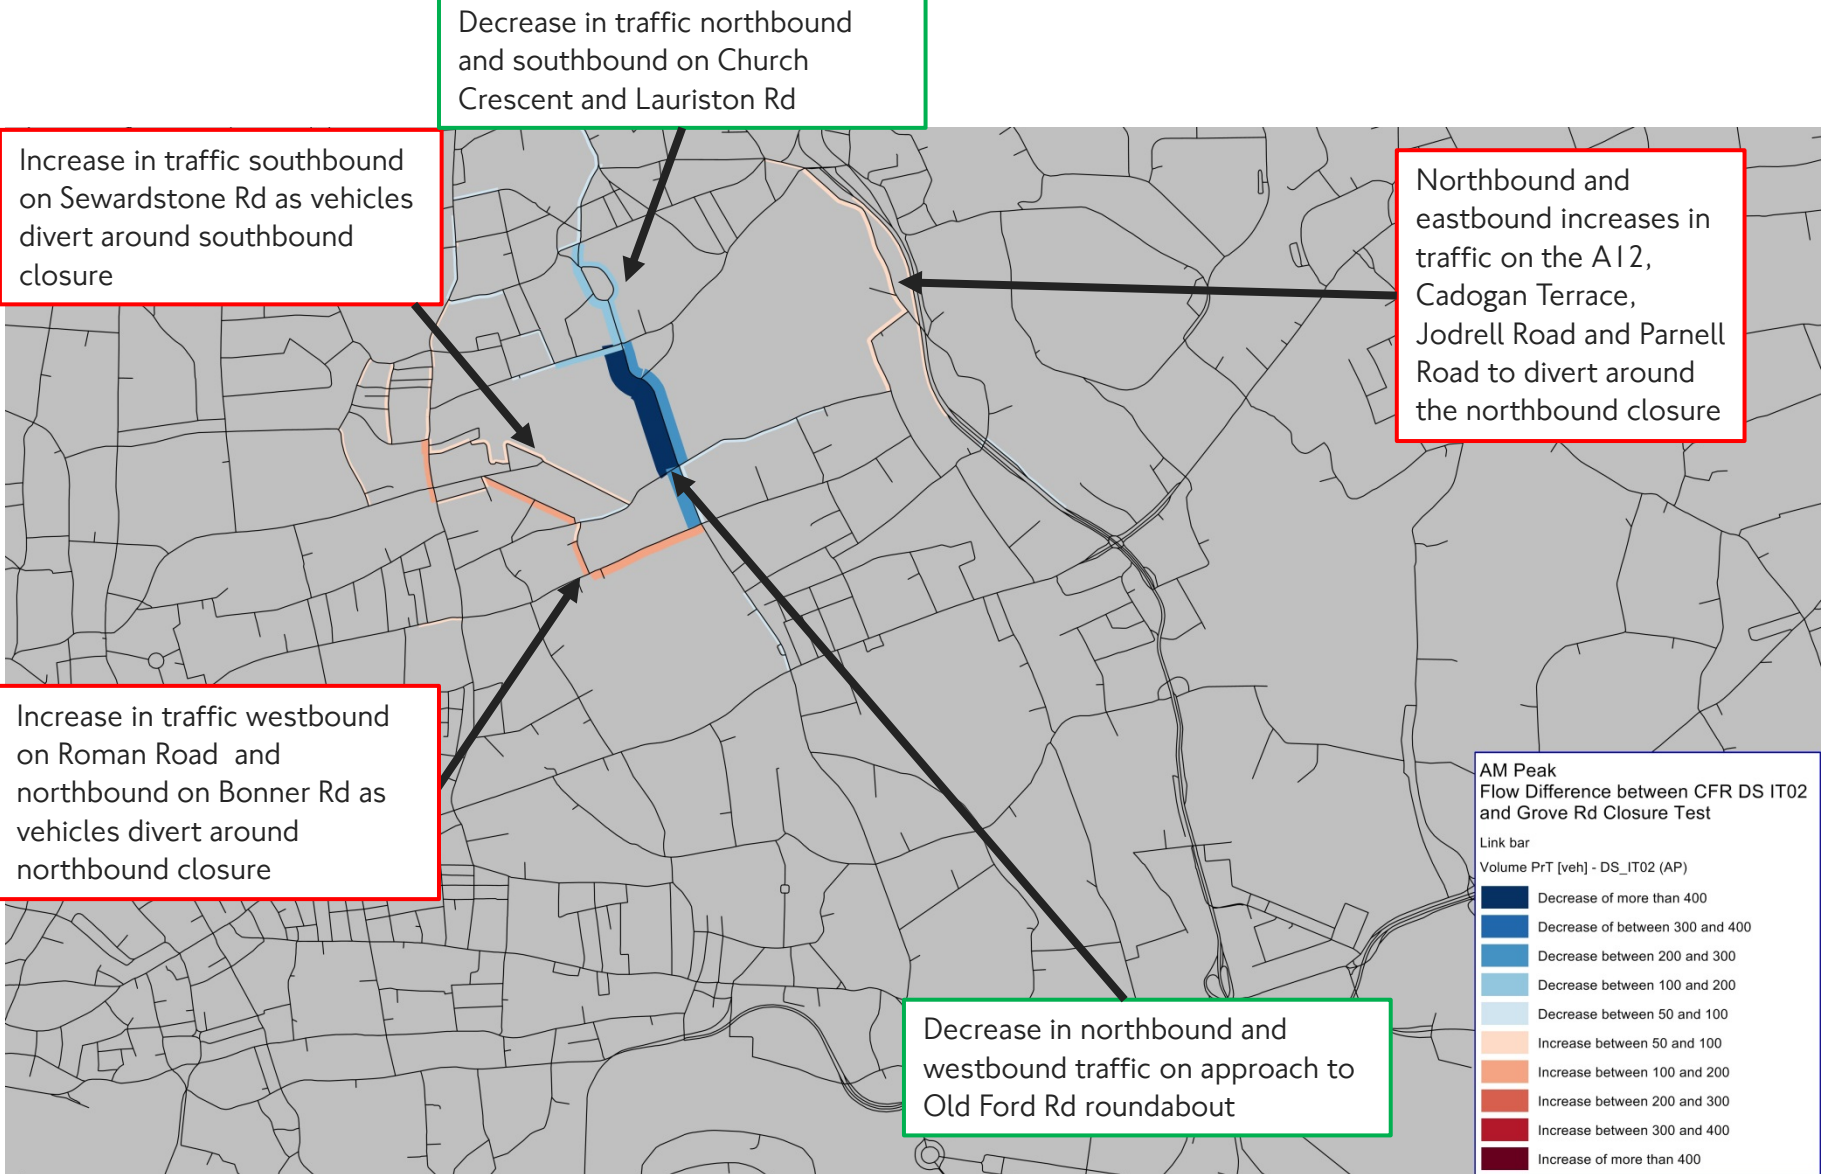 Decrease in traffic northbound
and southbound on Church
Crescent and Lauriston Rd
Increase in traffic southbound
on Sewardstone Rd as vehicles
divert around southbound
closure
Northbound and
eastbound increases in
traffic on the A12,
Cadogan Terrace,
Jodrell Road and Parnell
Road to divert around
the northbound closure
Increase in traffic westbound
on Roman Road and
northbound on Bonner Rd as
vehicles divert around
northbound closure
Decrease in northbound and
westbound traffic on approach to
Old Ford Rd roundabout
AM Peak
Flow Difference between CFR DS IT02
and Grove Rd Closure Test
Link bar
Volume PrT [veh] - DS_IT02 (AP)
Decrease of more than 400
Decrease of between 300 and 400
Decrease between 200 and 300
Decrease between 100 and 200
Decrease between 50 and 100
Increase between 50 and 100
Increase between 100 and 200
Increase between 200 and 300
Increase between 300 and 400
Increase of more than 400